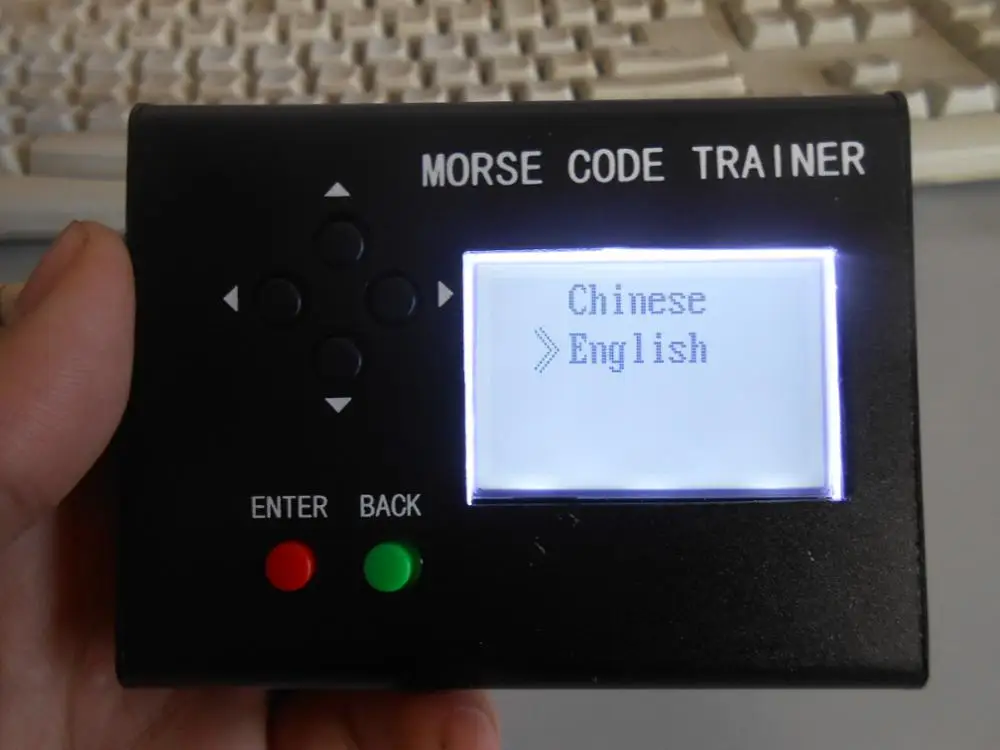 MORSE CODE TRAINER
Chinese
English
ENTER BACK